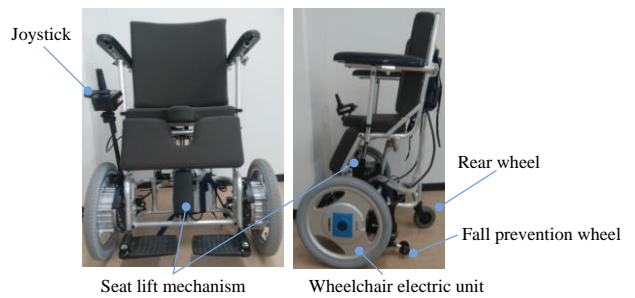 Joystick
Rear wheel
Fall prevention wheel
Seat lift mechanism
Wheelchair electric unit